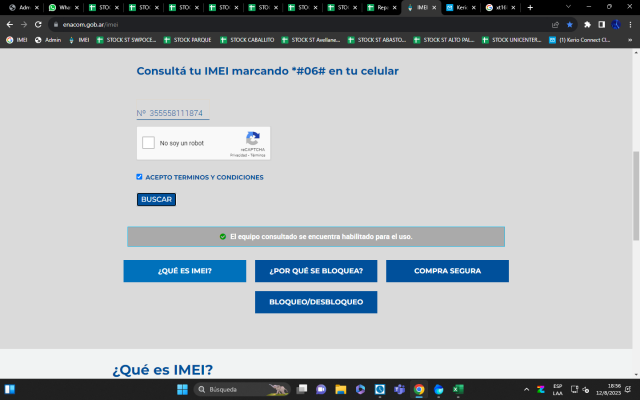 Adm
What
STO
STO
STO
STO
STO
STO
STO
Repa
IMEI
Kerio
xt16
enacom.gob.ar/imei
IMEI
Admin
IMEI
STOCK ST SWPOCE...
STOCK PARQUE
STOCK CABALLITO
STOCK ST Avellane...
STOCK ST ABASTO...
STOCK ST ALTO PAL...
STOCK UNICENTER...
(1) Kerio Connect Cl...
Consultá tu IMEI marcando *#06# en tu celular
Nº 355558111874
No soy un robot
reCAPTCHA
Privacidad - Términos
ACEPTO TERMINOS Y CONDICIONES
BUSCAR
El equipo consultado se encuentra habilitado para el uso.
¿QUÉ ES IMEI?
¿POR QUÉ SE BLOQUEA?
COMPRA SEGURA
BLOQUEO/DESBLOQUEO
¿Qué es IMEI?
Búsqueda
ESP
LAA
18:56
12/8/2023